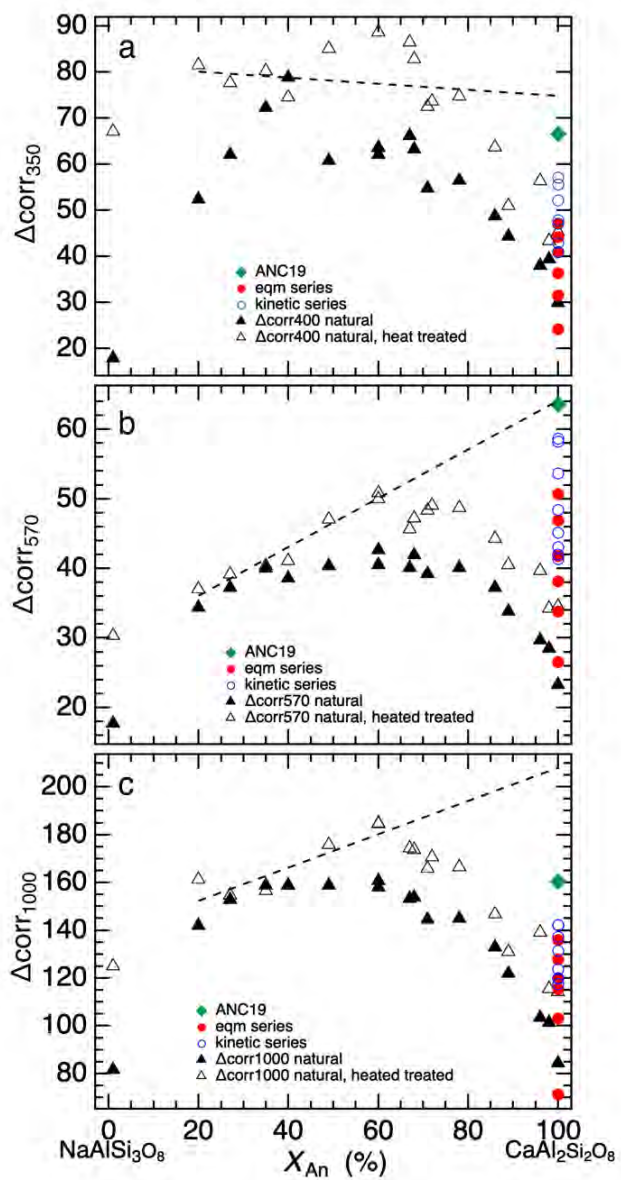 a
90
80
70
60
50
40
30
20
Δcorr350
ANC19
eqm series
kinetic series
Δcorr400 natural
Δcorr400 natural, heat treated
b
60
50
40
30
20
Δcorr570
ANC19
eqm series
kinetic series
Δcorr570 natural
Δcorr570 natural, heated treated
c
200
180
160
140
120
100
80
Δcorr1000
ANC19
eqm series
kinetic series
Δcorr1000 natural
Δcorr1000 natural, heated treated
0 20 40 60 80 100
NaAlSi3O8 XAn (%) CaAl2Si2O8